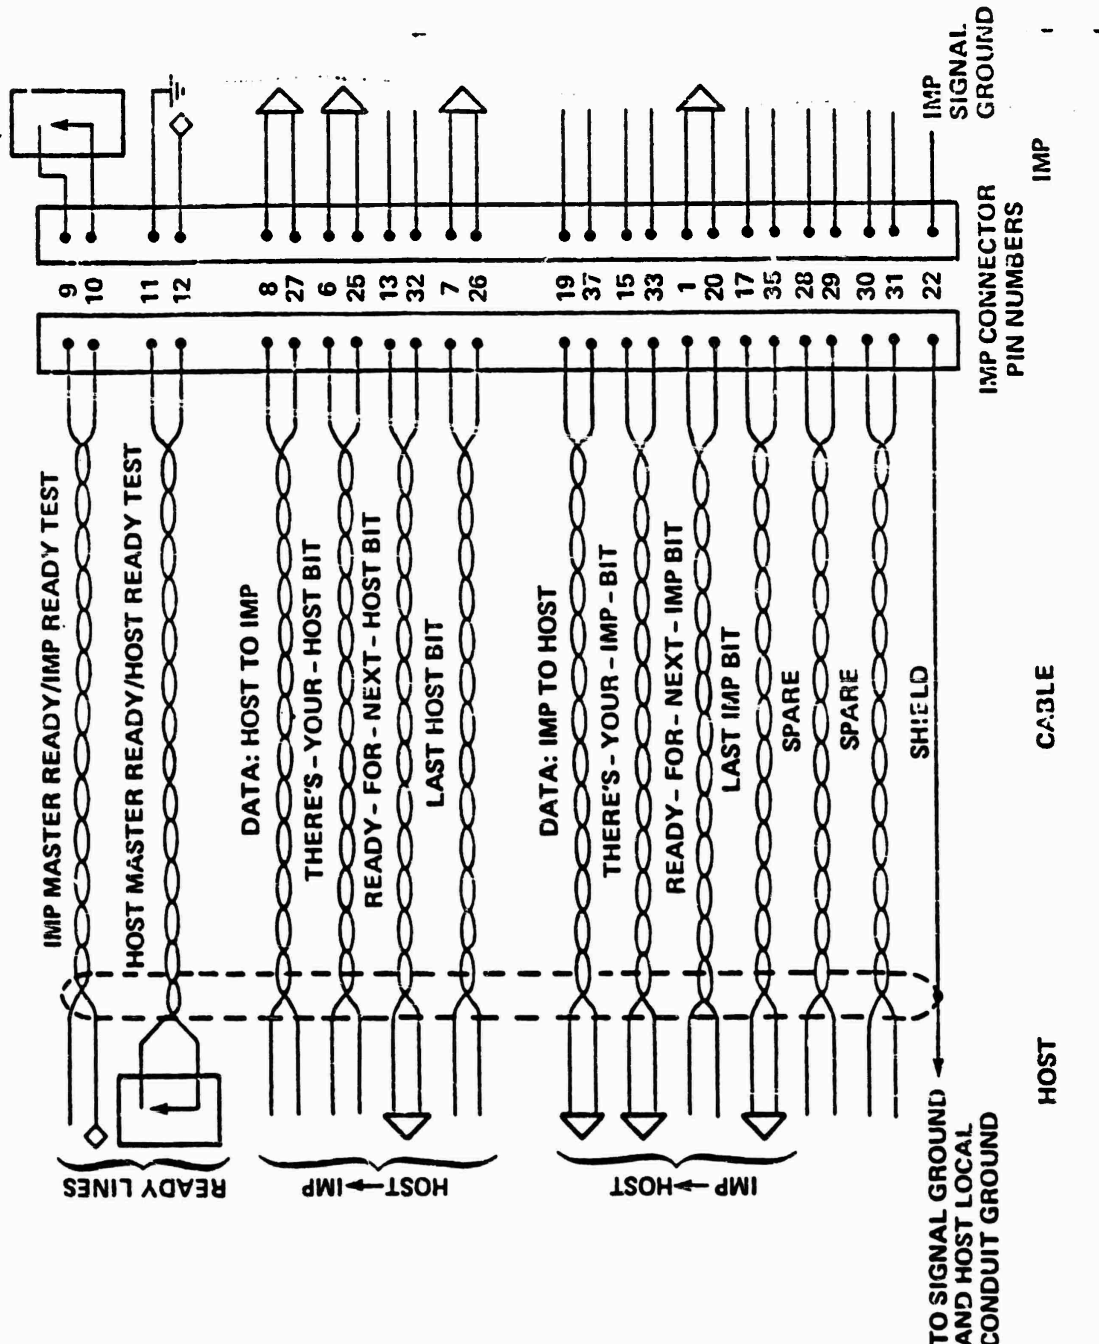 IMP
SIGNAL
GROUND
IMP
IMP CONNECTOR
PIN NUMBERS
9
10
11
12
8
27
6
25
13
32
7
26
19
37
15
33
1
20
17
35
28
29
30
31
22
IMP MASTER READY/IMP READY TEST
HOST MASTER READY/HOST READY TEST
DATA: HOST TO IMP
THERE'S - YOUR - HOST BIT
READY - FOR - NEXT - HOST BIT
LAST HOST BIT
DATA: IMP TO HOST
THERE'S - YOUR - IMP - BIT
READY - FOR - NEXT - IMP BIT
LAST IMP BIT
SPARE
SPARE
SHIELD
CABLE
HOST
READY LINES
HOST→IMP
IMP→HOST
TO SIGNAL GROUND
AND HOST LOCAL
CONDUIT GROUND